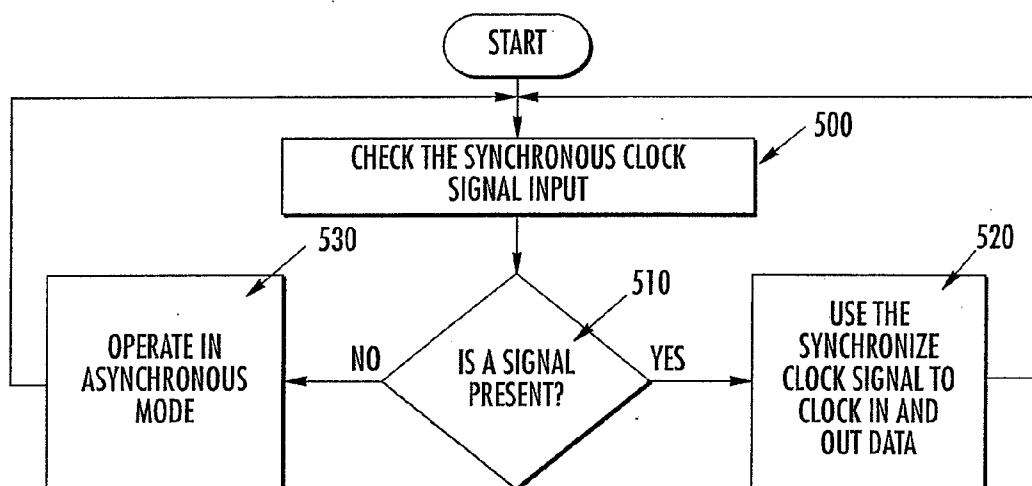 START
500
CHECK THE SYNCHRONOUS CLOCK
SIGNAL INPUT
530
520
510
OPERATE IN
ASYNCHRONOUS
MODE
NO
IS A SIGNAL
PRESENT?
YES
USE THE
SYNCHRONIZE
CLOCK SIGNAL TO
CLOCK IN AND
OUT DATA